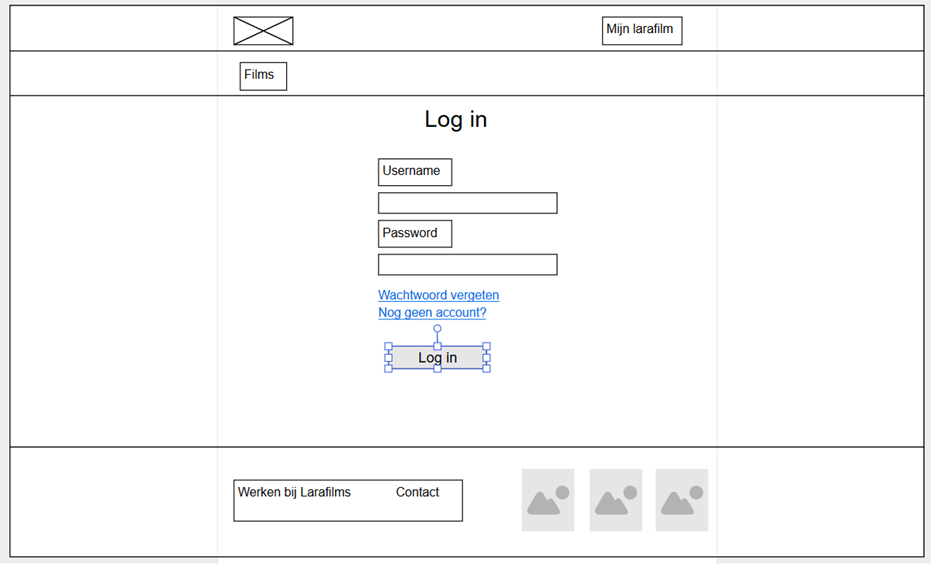 Mijn larafilm
Films
Log in
Username
Password
Wachtwoord vergeten
Nog geen account?
Log in
Werken bij Larafilms Contact